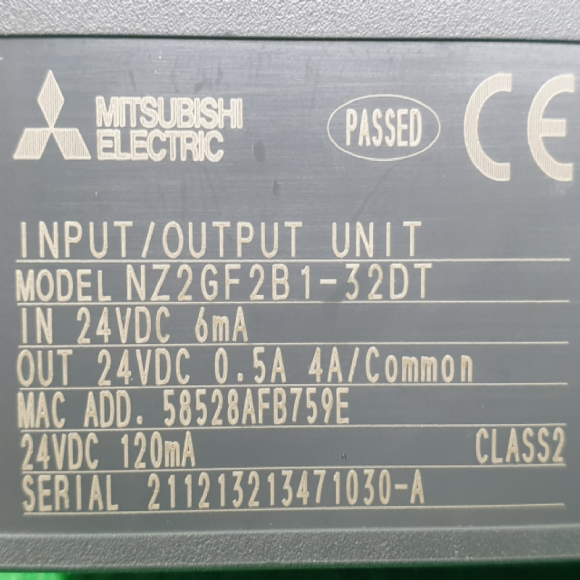 MITSUBISHI
ELECTRIC
PASSED
CE
INPUT/OUTPUT UNIT
MODEL NZ2GF2B1-32DT
IN 24VDC 6mA
OUT 24VDC 0.5A 4A/Common
MAC ADD. 58528AFB759E
24VDC 120mA CLASS2
SERIAL 211213213471030-A